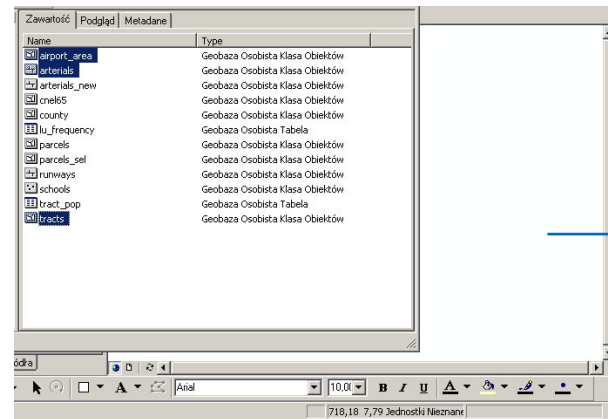 Zawartość Podgląd Metadane
Name Type
airport_area Geobaza Osobista Klasa Obiektów
arterials Geobaza Osobista Klasa Obiektów
arterials_new Geobaza Osobista Klasa Obiektów
cnel65 Geobaza Osobista Klasa Obiektów
county Geobaza Osobista Klasa Obiektów
lu_frequency Geobaza Osobista Tabela
parcels Geobaza Osobista Klasa Obiektów
parcels_sel Geobaza Osobista Klasa Obiektów
runways Geobaza Osobista Klasa Obiektów
schools Geobaza Osobista Klasa Obiektów
tract_pop Geobaza Osobista Tabela
tracts Geobaza Osobista Klasa Obiektów
ódła
A Arial 10,0 B I U A
718,18 7,79 Jednostki Nieznane